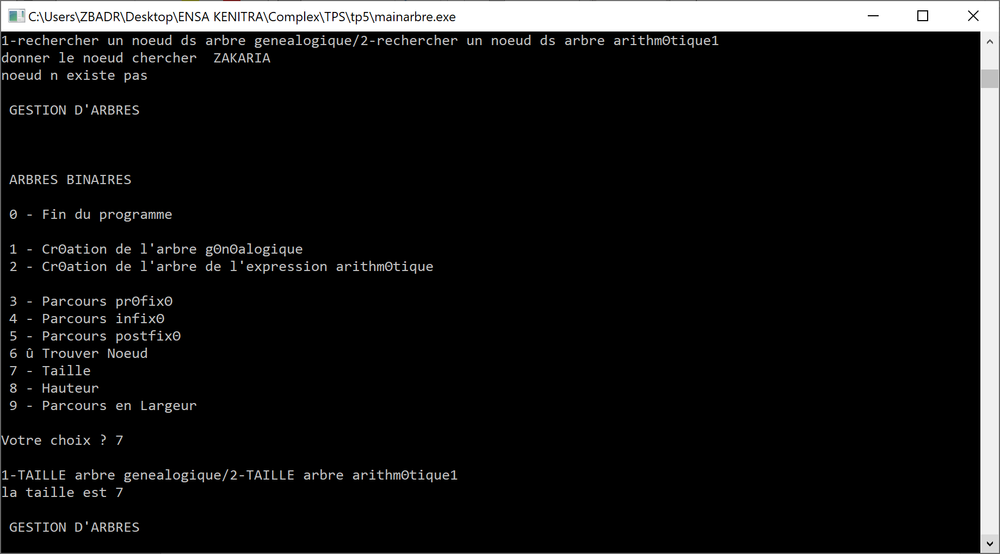 C:\Users\ZBADR\Desktop\ENSA KENITRA\Complex\TPS\tp5\mainarbre.exe
1-rechercher un noeud ds arbre genealogique/2-rechercher un noeud ds arbre arithmΘtique1
donner le noeud chercher  ZAKARIA
noeud n existe pas
GESTION D'ARBRES
ARBRES BINAIRES
0 - Fin du programme
1 - CrΘation de l'arbre gΘnΘalogique
2 - CrΘation de l'arbre de l'expression arithmΘtique
3 - Parcours prΘfixΘ
4 - Parcours infixΘ
5 - Parcours postfixΘ
6 û Trouver Noeud
7 - Taille
8 - Hauteur
9 - Parcours en Largeur
Votre choix ? 7
1-TAILLE arbre genealogique/2-TAILLE arbre arithmΘtique1
la taille est 7
GESTION D'ARBRES